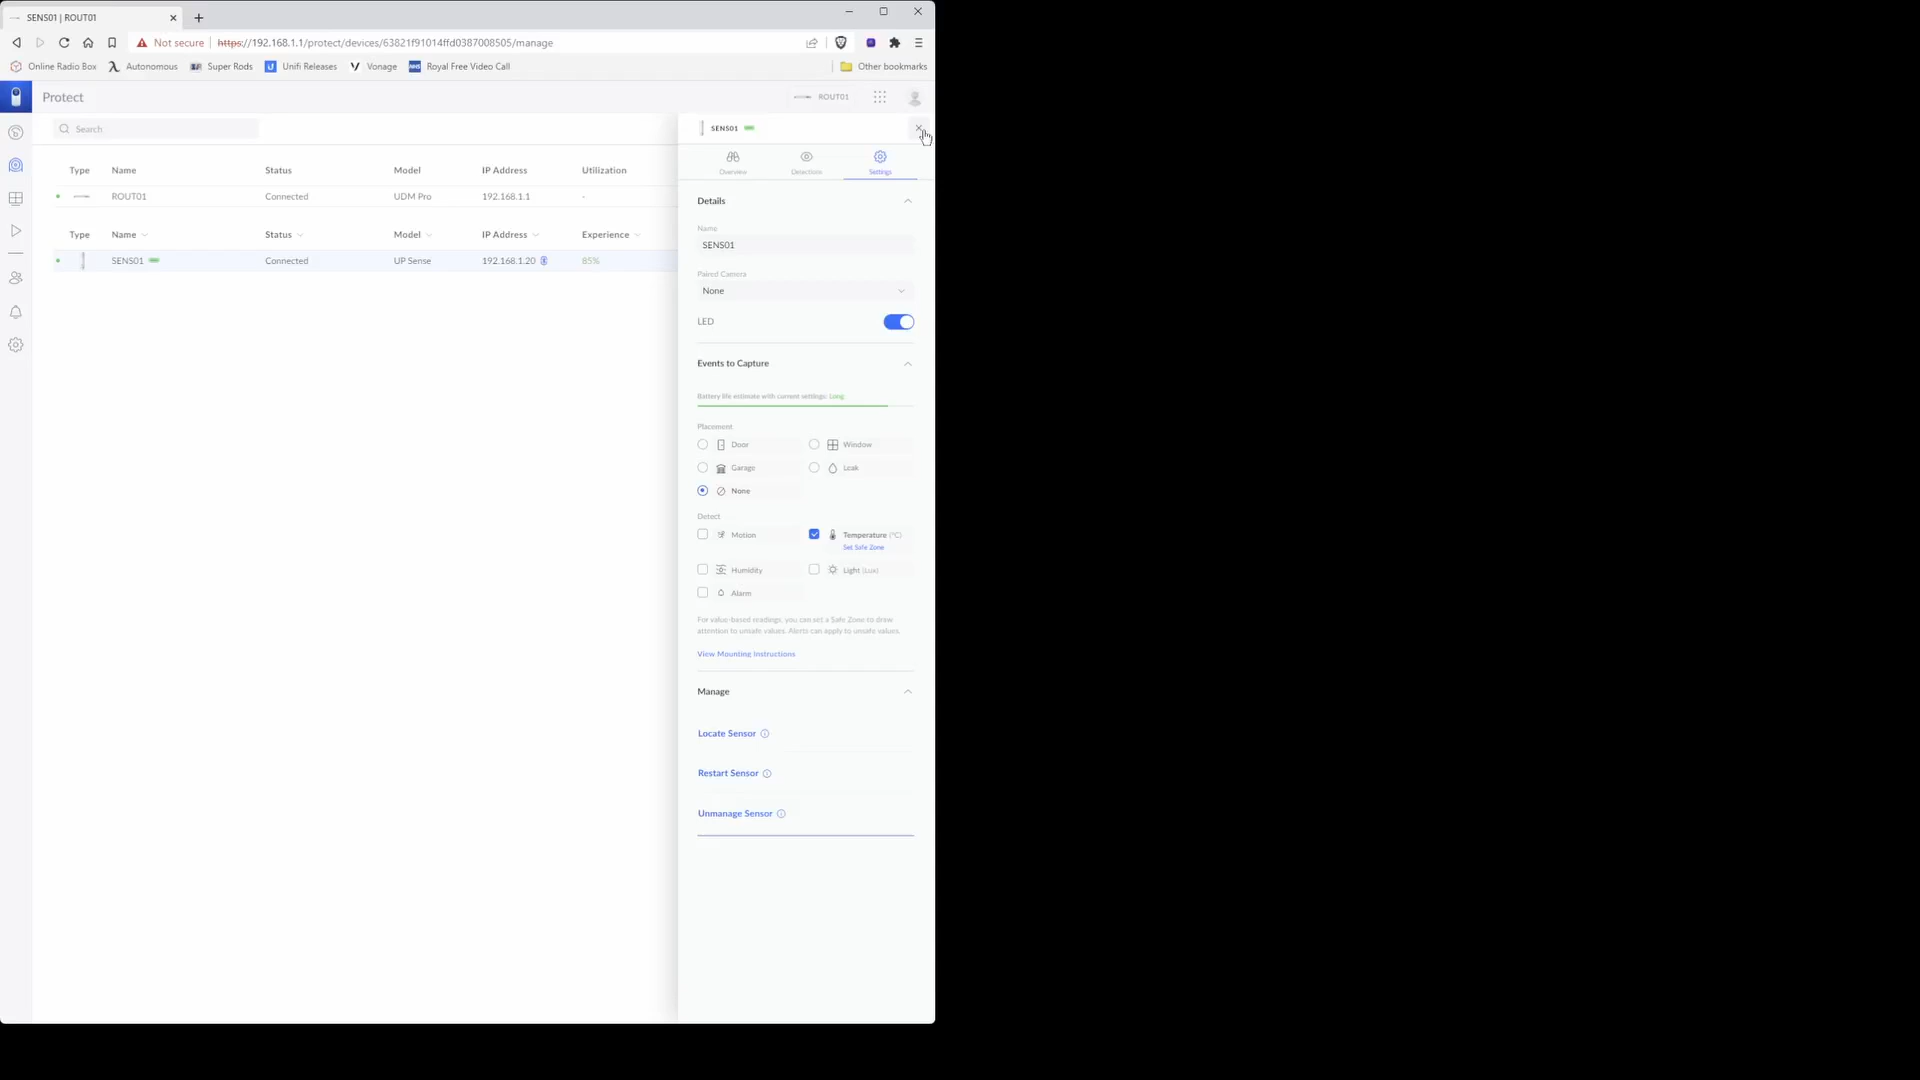 SENS01 | ROUT01
Not secure https://192.168.1.1/protect/devices/63821f91014ffd0387008505/manage
Online Radio Box Autonomous Super Rods Unifi Releases Vonage Royal Free Video Call Other bookmarks
Protect ROUT01
Search
Type Name Status Model IP Address Utilization
ROUT01 Connected UDM Pro 192.168.1.1 -
Type Name Status Model IP Address Experience
SENS01 Connected UP Sense 192.168.1.20 85%
SENS01
Overview Detections Settings
Details
Name
SENS01
Paired Camera
None
LED
Events to Capture
Battery life estimate with current settings: Long
Placement
Door Window
Garage Leak
None
Detect
Motion Temperature (°C)
Set Safe Zone
Humidity Light (Lux)
Alarm
For value-based readings, you can set a Safe Zone to draw
attention to unsafe values. Alerts can apply to unsafe values.
View Mounting Instructions
Manage
Locate Sensor
Restart Sensor
Unmanage Sensor